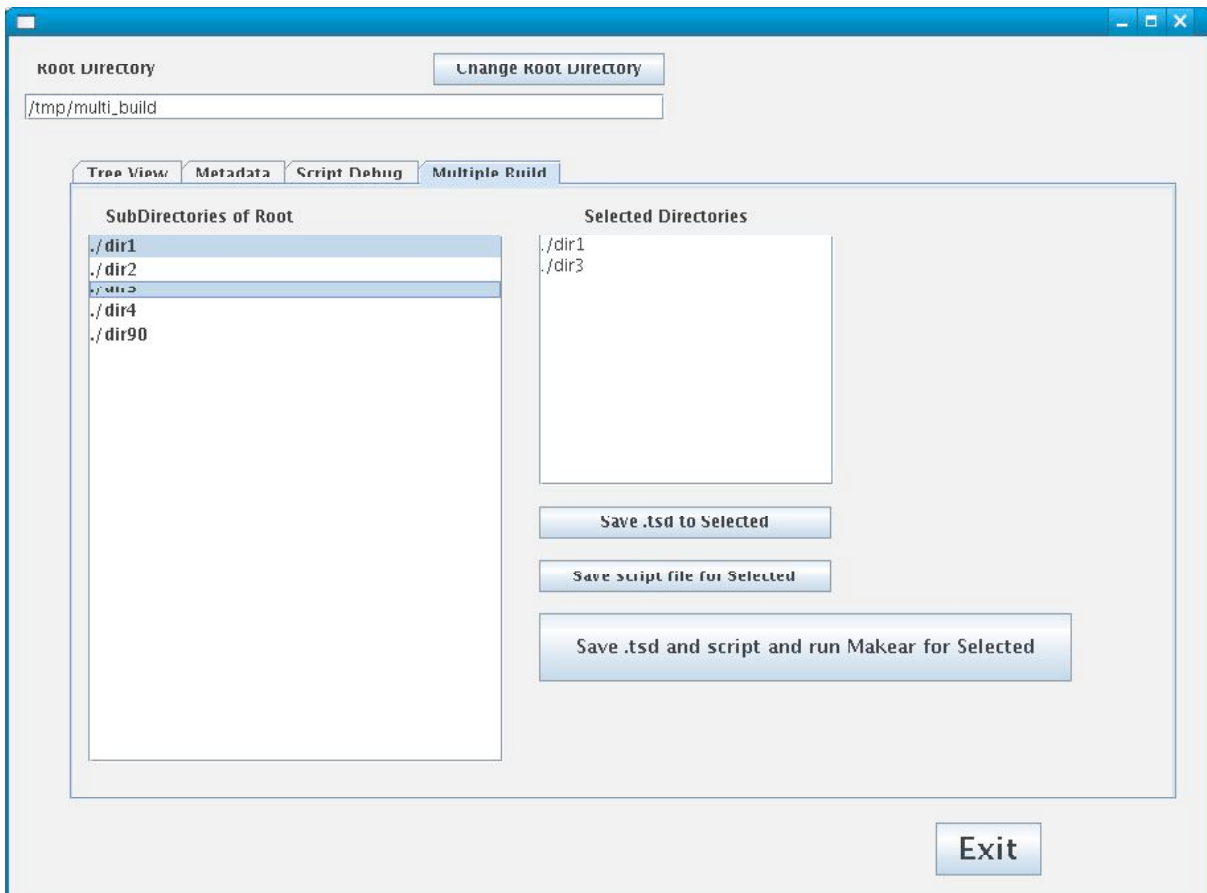 Root Directory
Change Root Directory
/tmp/multi_build
Tree View
Metadata
Script Debug
Multiple Build
SubDirectories of Root
./dir1
./dir2
./dir3
./dir4
./dir90
Selected Directories
./dir1
./dir3
Save .tsd to Selected
Save script file for Selected
Save .tsd and script and run Makear for Selected
Exit